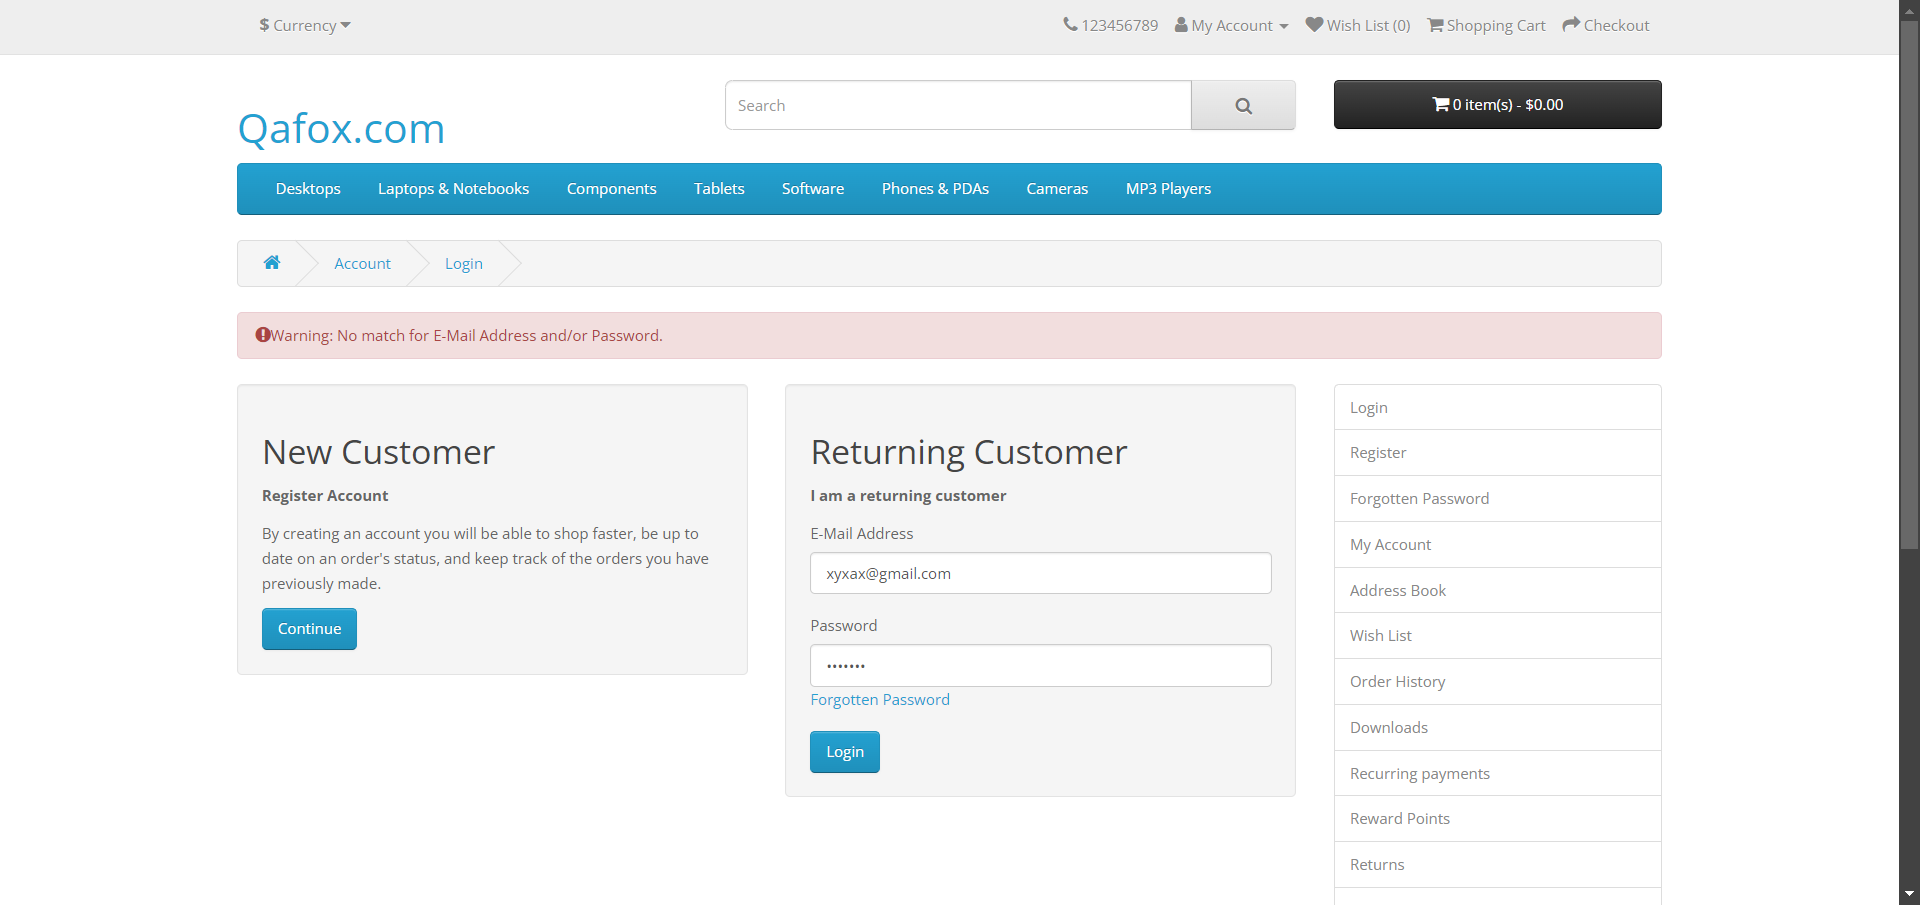 $ Currency
123456789 My Account Wish List (0) Shopping Cart Checkout
Qafox.com
Search
0 item(s) - $0.00
Desktops Laptops & Notebooks Components Tablets Software Phones & PDAs Cameras MP3 Players
Account Login
Warning: No match for E-Mail Address and/or Password.
New Customer
Register Account
By creating an account you will be able to shop faster, be up to
date on an order's status, and keep track of the orders you have
previously made.
Continue
Returning Customer
I am a returning customer
E-Mail Address
xyxax@gmail.com
Password
•••••••
Forgotten Password
Login
Login
Register
Forgotten Password
My Account
Address Book
Wish List
Order History
Downloads
Recurring payments
Reward Points
Returns